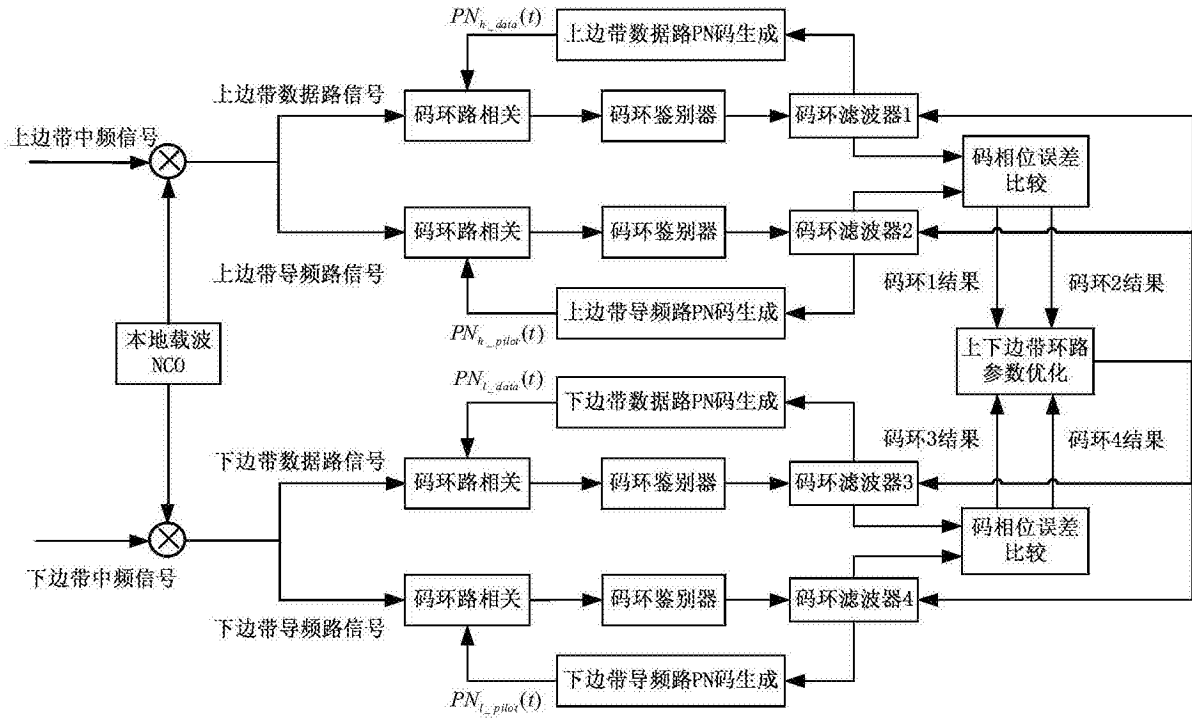 PNh_data(t)
上边带数据路PN码生成
上边带数据路信号
码环路相关
码环鉴别器
码环滤波器1
上边带中频信号
码相位误差
比较
码环路相关
码环鉴别器
码环滤波器2
上边带导频路信号
码环1结果
码环2结果
上边带导频路PN码生成
PNh_pilot(t)
本地载波
NCO
上下边带环路
参数优化
PNl_data(t)
下边带数据路PN码生成
码环3结果
码环4结果
下边带数据路信号
码环路相关
码环鉴别器
码环滤波器3
码相位误差
比较
下边带中频信号
码环路相关
码环鉴别器
码环滤波器4
下边带导频路信号
下边带导频路PN码生成
PNl_pilot(t)